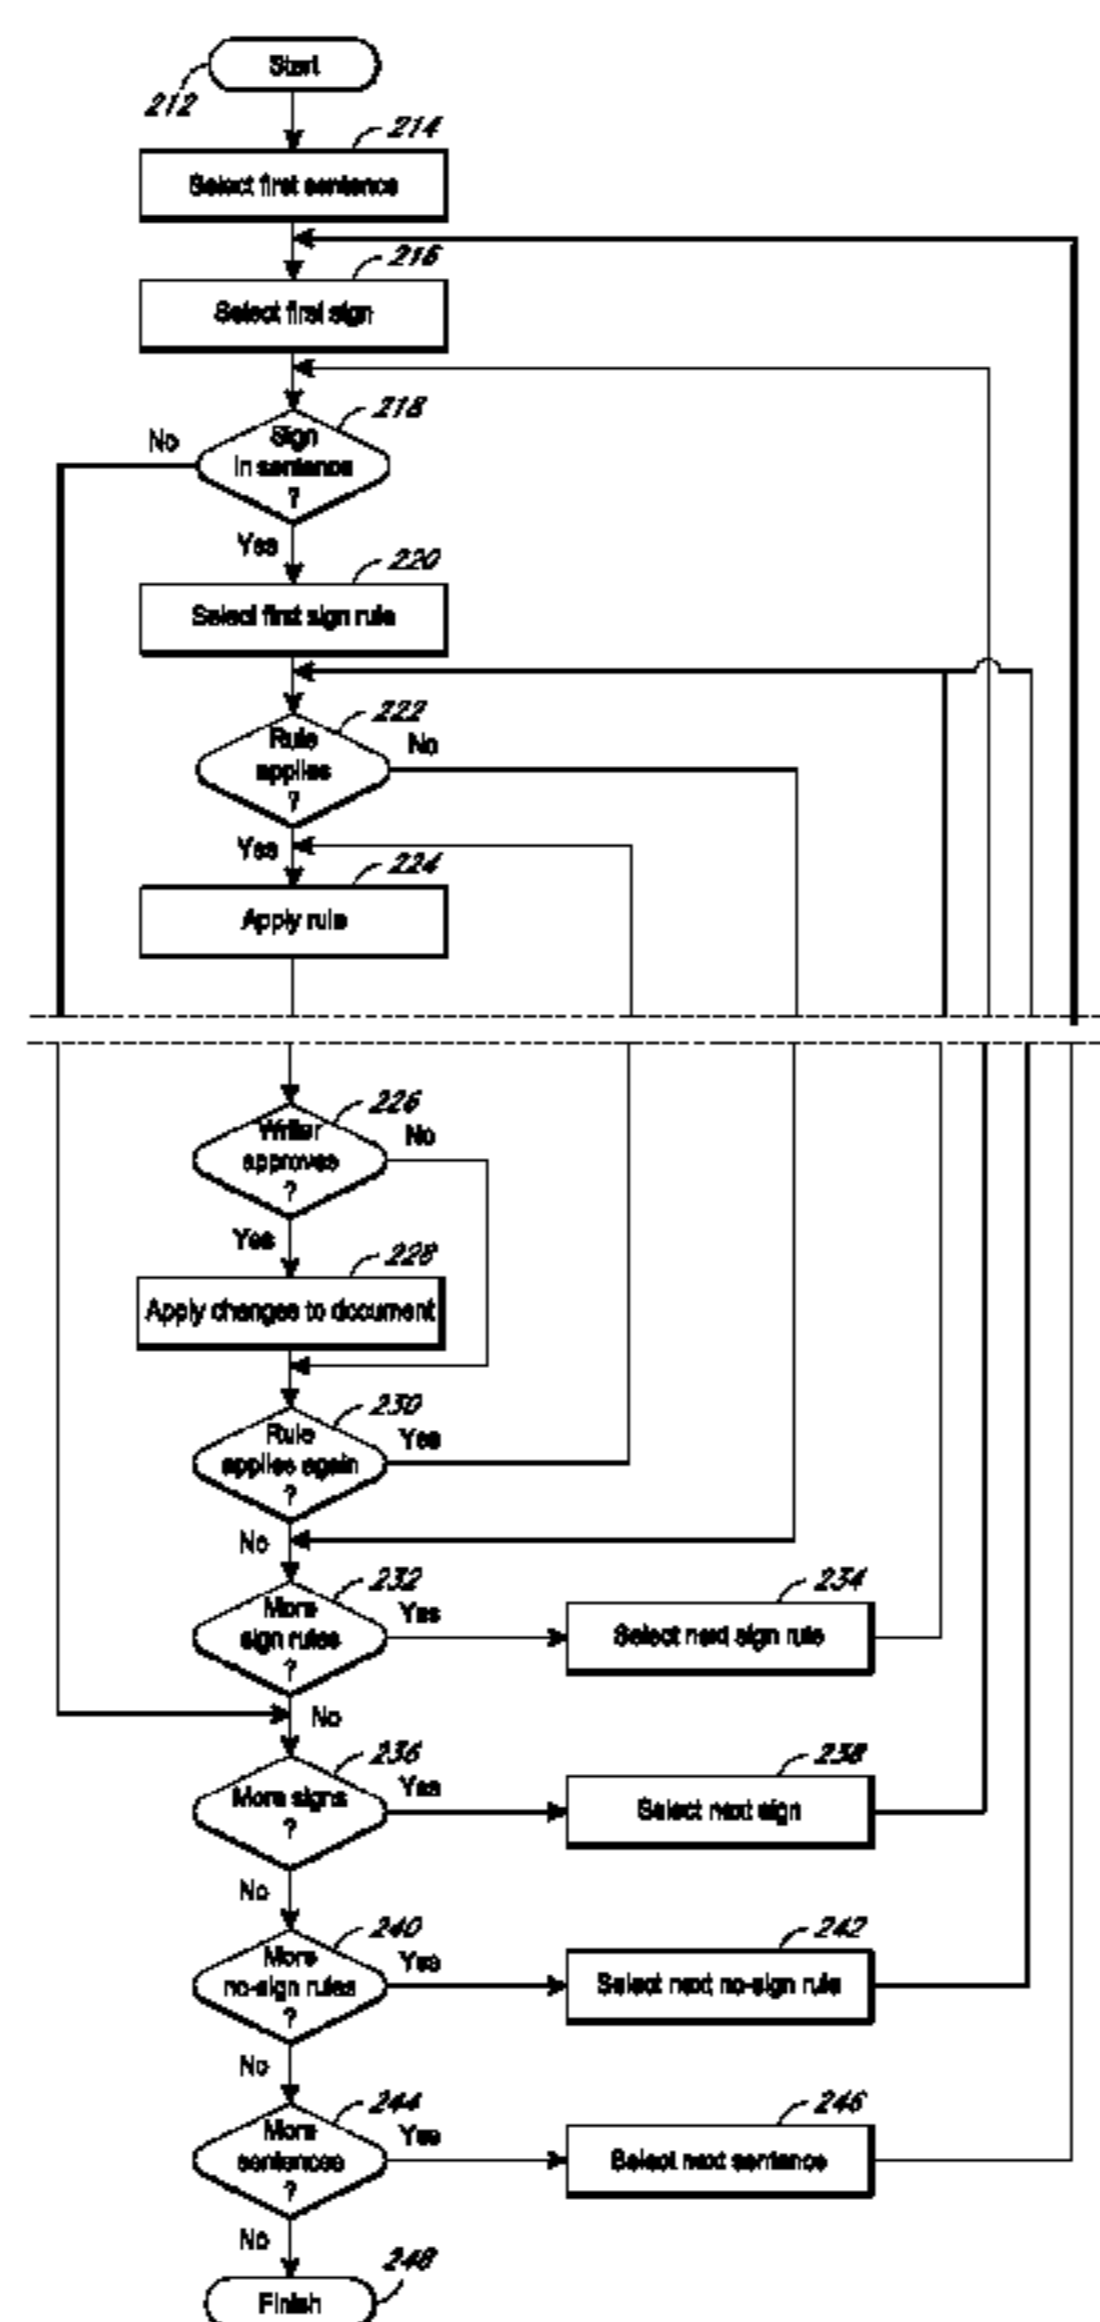 Start
212
214
Select first sentence
216
Select first sign
218
No
Sign
in sentence
?
Yes
220
Select first sign rule
222
Rule
applies
?
No
Yes
224
Apply rule
226
Writer
approves
?
No
Yes
228
Apply changes to document
230
Rule
applies again
?
Yes
No
232
More
sign rules
?
Yes
234
Select next sign rule
No
236
More signs
?
Yes
238
Select next sign
No
240
More
no-sign rules
?
Yes
242
Select next no-sign rule
No
244
More
sentences
?
Yes
246
Select next sentence
No
248
Finish